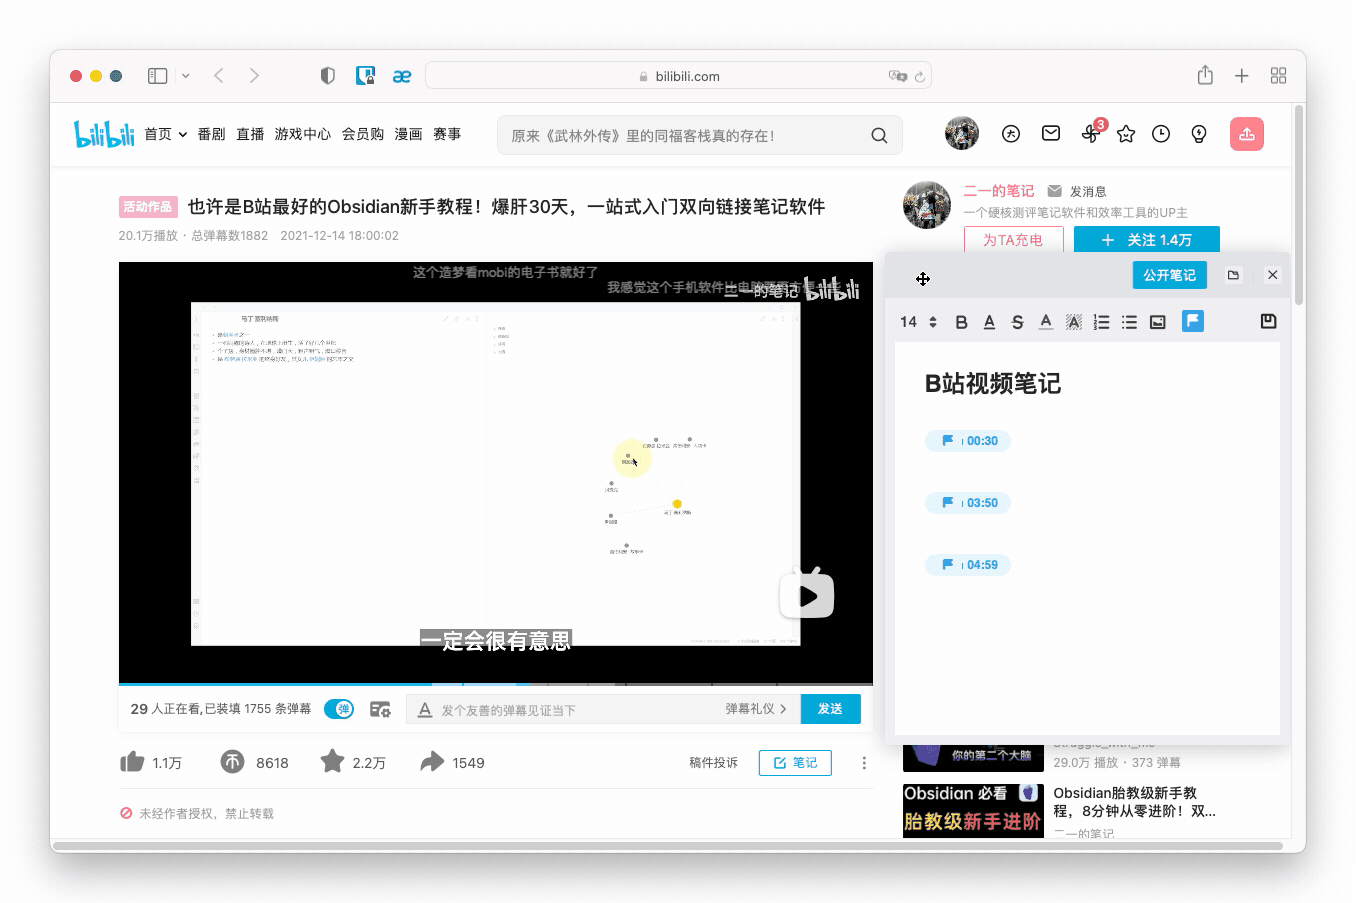 bilibili.com
bilibili 首页 番剧 直播 游戏中心 会员购 漫画 赛事
原来《武林外传》里的同福客栈真的存在！
3
活动作品 也许是B站最好的Obsidian新手教程！爆肝30天，一站式入门双向链接笔记软件
20.1万播放 · 总弹幕数1882 2021-12-14 18:00:02
二一的笔记 发消息
一个硬核测评笔记软件和效率工具的UP主
为TA充电
+ 关注 1.4万
这个造梦看mobi的电子书就好了
我感觉这个手机软件比电脑
二一的笔记 bilibili
一定会很有意思
公开笔记
14
B站视频笔记
00:30
03:50
04:59
29 人正在看,已装填 1755 条弹幕
弹
发个友善的弹幕见证当下
弹幕礼仪
发送
1.1万 8618 2.2万 1549
稿件投诉
笔记
未经作者授权，禁止转载
你的第二个大脑
29.0万 播放 · 373 弹幕
Obsidian 必看
胎教级新手进阶
Obsidian胎教级新手教
程，8分钟从零进阶！双...
二一的笔记